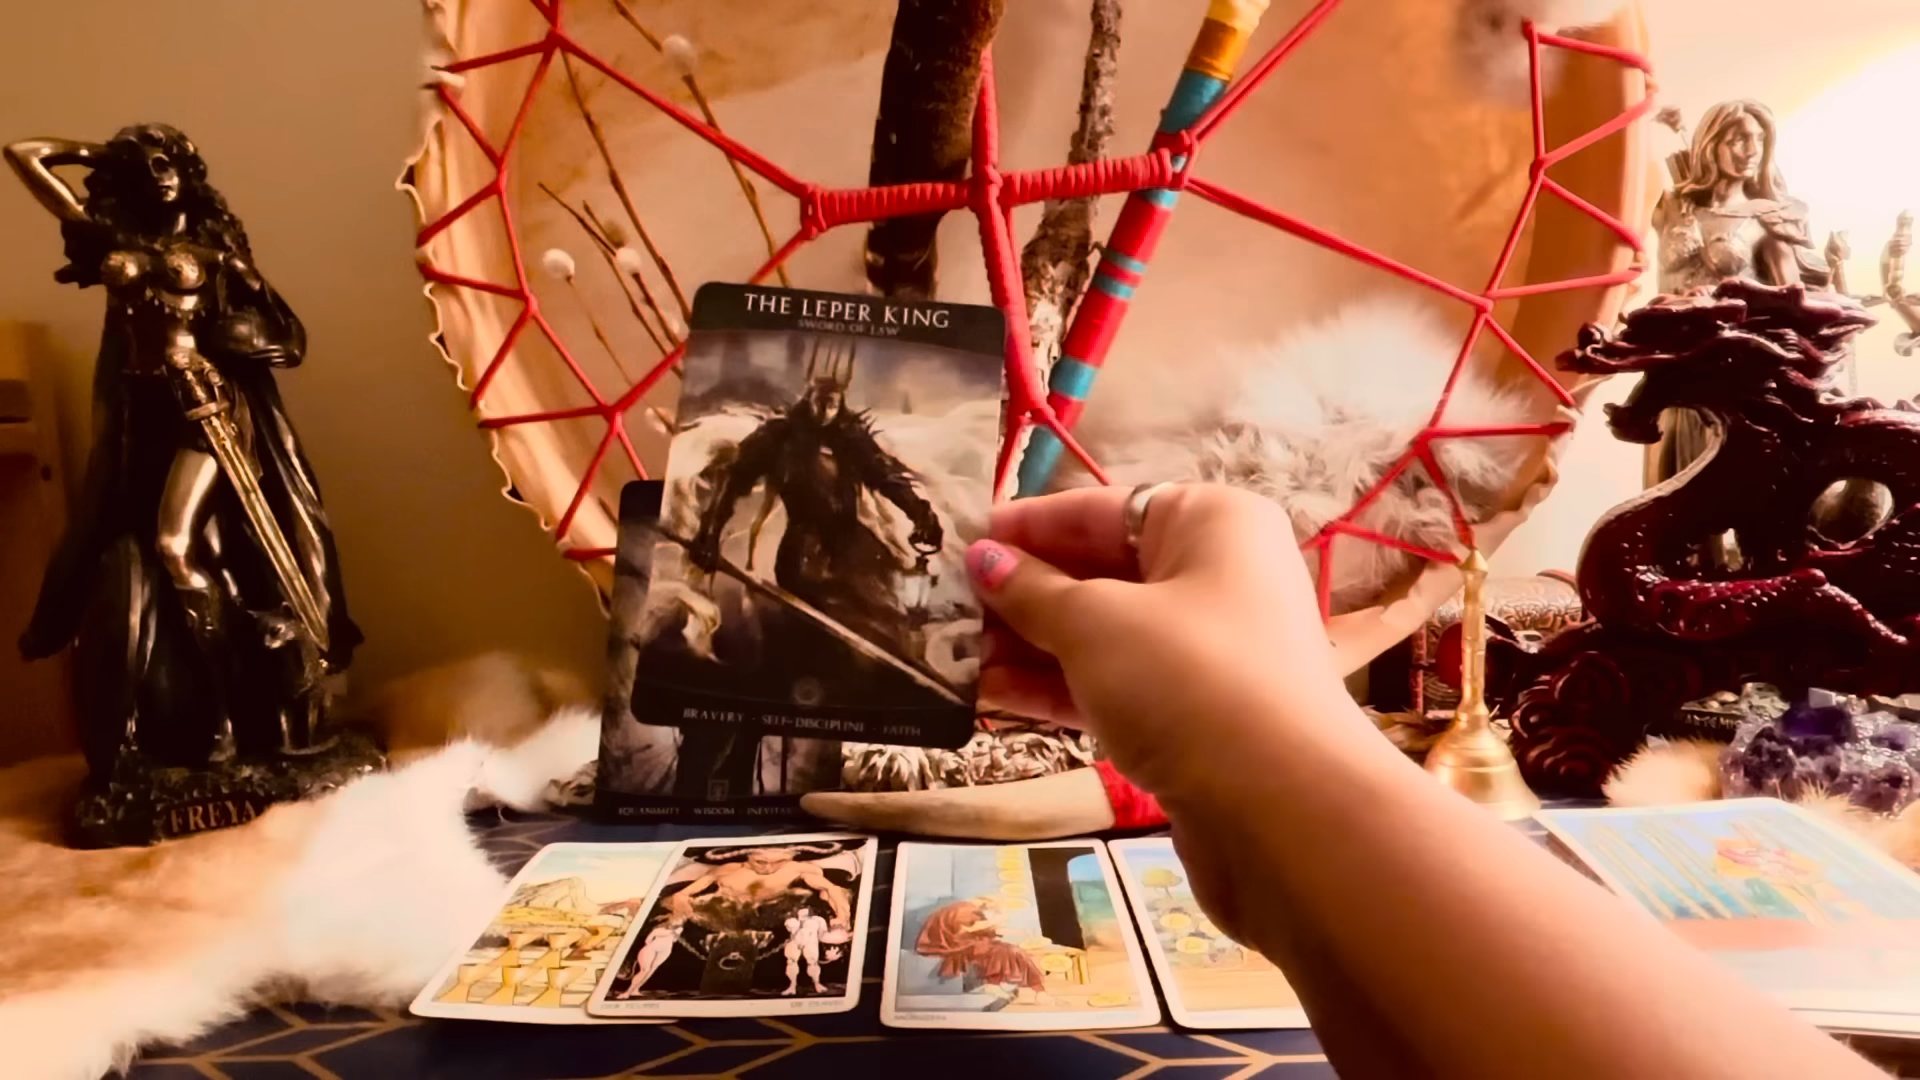 THE LEPER KING
SWORD OF LAW
BRAVERY · SELF-DISCIPLINE · FAITH
EQUANIMITY · WISDOM ·
FREYA